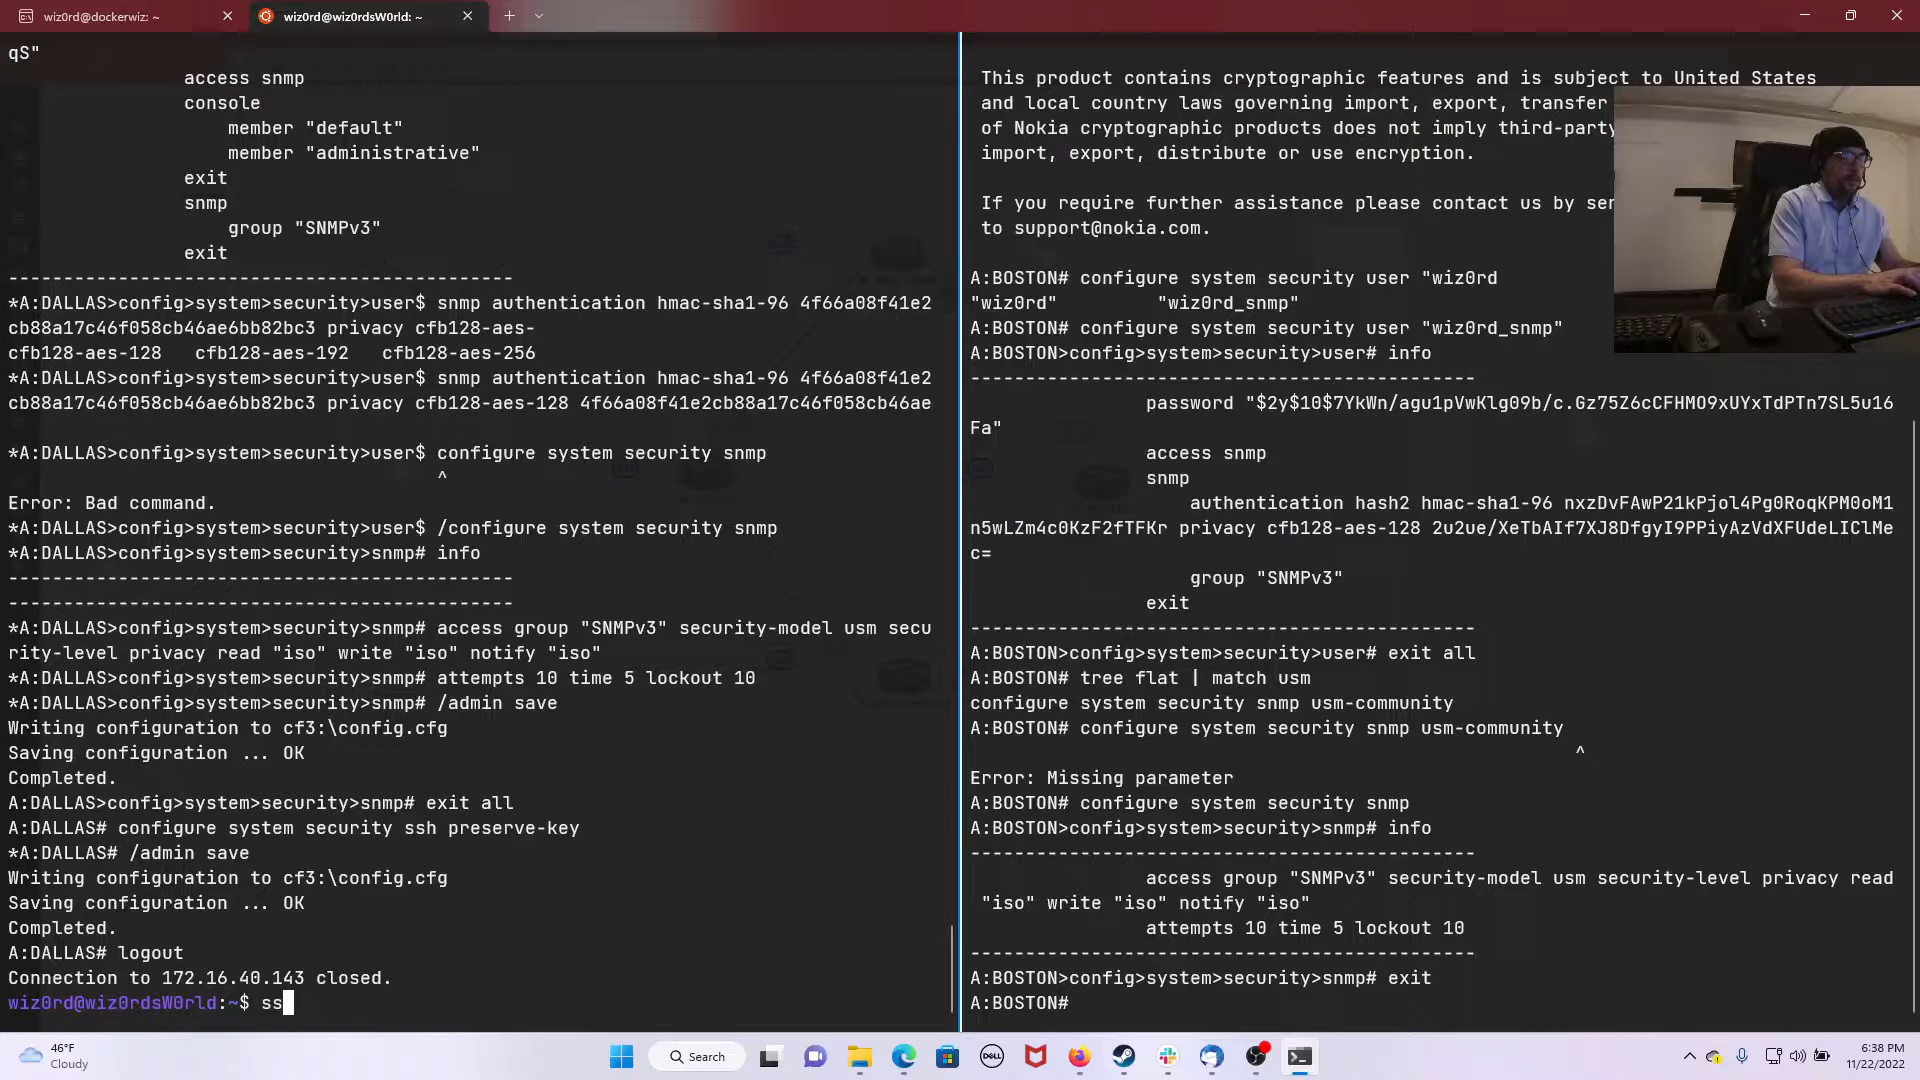 wiz0rd@dockerwiz: ~
wiz0rd@wiz0rdsW0rld: ~
qS"
access snmp
console
member "default"
member "administrative"
exit
snmp
group "SNMPv3"
exit
----------------------------------------------
*A:DALLAS>config>system>security>user$ snmp authentication hmac-sha1-96 4f66a08f41e2
cb88a17c46f058cb46ae6bb82bc3 privacy cfb128-aes-
cfb128-aes-128   cfb128-aes-192   cfb128-aes-256
*A:DALLAS>config>system>security>user$ snmp authentication hmac-sha1-96 4f66a08f41e2
cb88a17c46f058cb46ae6bb82bc3 privacy cfb128-aes-128 4f66a08f41e2cb88a17c46f058cb46ae
*A:DALLAS>config>system>security>user$ configure system security snmp
^
Error: Bad command.
*A:DALLAS>config>system>security>user$ /configure system security snmp
*A:DALLAS>config>system>security>snmp# info
----------------------------------------------
----------------------------------------------
*A:DALLAS>config>system>security>snmp# access group "SNMPv3" security-model usm secu
rity-level privacy read "iso" write "iso" notify "iso"
*A:DALLAS>config>system>security>snmp# attempts 10 time 5 lockout 10
*A:DALLAS>config>system>security>snmp# /admin save
Writing configuration to cf3:\config.cfg
Saving configuration ... OK
Completed.
A:DALLAS>config>system>security>snmp# exit all
A:DALLAS# configure system security ssh preserve-key
*A:DALLAS# /admin save
Writing configuration to cf3:\config.cfg
Saving configuration ... OK
Completed.
A:DALLAS# logout
Connection to 172.16.40.143 closed.
wiz0rd@wiz0rdsW0rld:~$ ss
This product contains cryptographic features and is subject to United States
and local country laws governing import, export, transfer
of Nokia cryptographic products does not imply third-party
import, export, distribute or use encryption.
If you require further assistance please contact us by sen
to support@nokia.com.
A:BOSTON# configure system security user "wiz0rd
"wiz0rd"         "wiz0rd_snmp"
A:BOSTON# configure system security user "wiz0rd_snmp"
A:BOSTON>config>system>security>user# info
----------------------------------------------
password "$2y$10$7YkWn/agu1pVwKlg09b/c.Gz75Z6cCFHMO9xUYxTdPTn7SL5u16
Fa"
access snmp
snmp
authentication hash2 hmac-sha1-96 nxzDvFAwP21kPjol4Pg0RoqKPM0oM1
n5wLZm4c0KzF2fTFKr privacy cfb128-aes-128 2u2ue/XeTbAIf7XJ8DfgyI9PPiyAzVdXFUdeLIClMe
c=
group "SNMPv3"
exit
----------------------------------------------
A:BOSTON>config>system>security>user# exit all
A:BOSTON# tree flat | match usm
configure system security snmp usm-community
A:BOSTON# configure system security snmp usm-community
^
Error: Missing parameter
A:BOSTON# configure system security snmp
A:BOSTON>config>system>security>snmp# info
----------------------------------------------
access group "SNMPv3" security-model usm security-level privacy read
"iso" write "iso" notify "iso"
attempts 10 time 5 lockout 10
----------------------------------------------
A:BOSTON>config>system>security>snmp# exit
A:BOSTON#
46°F
Cloudy
Search
DELL
6:38 PM
11/22/2022